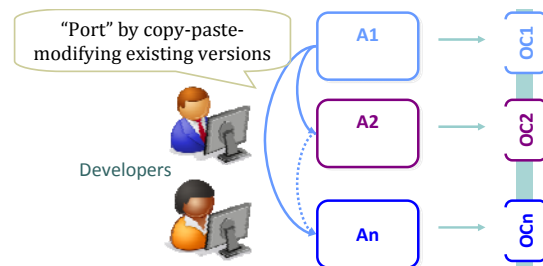 “Port” by copy-paste-
modifying existing versions
A1
OC1
A2
OC2
Developers
An
OCn